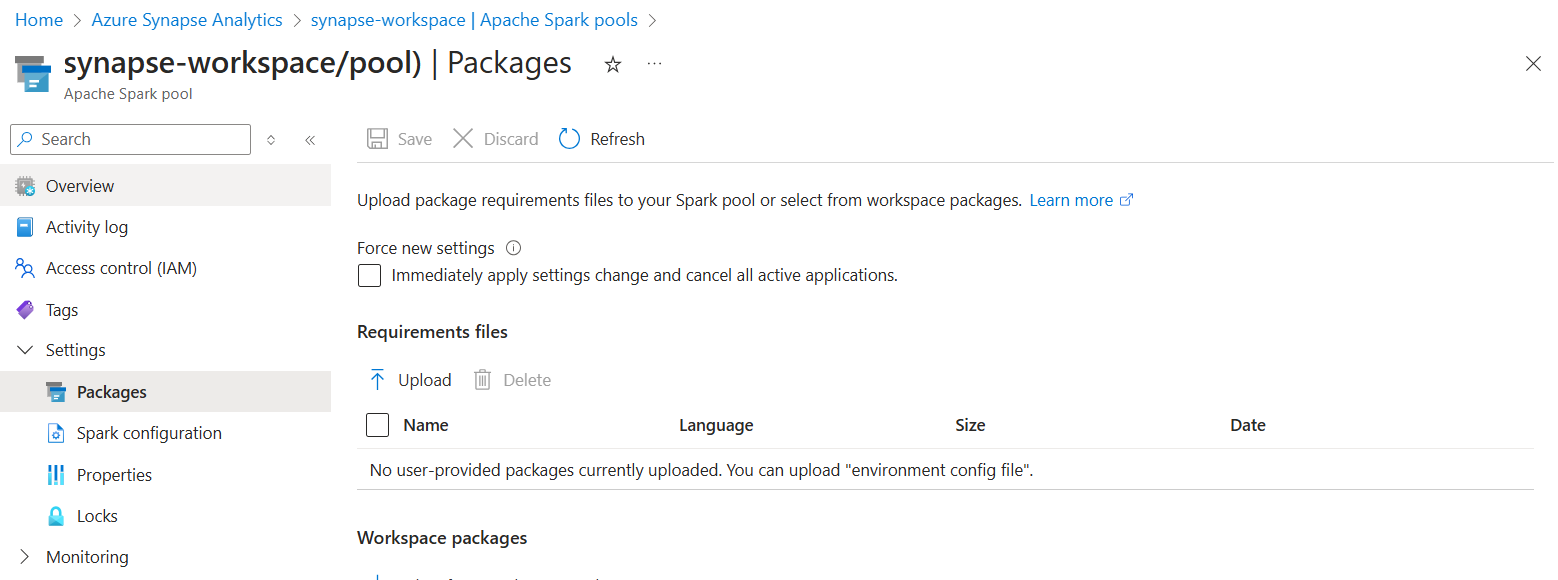 Home > Azure Synapse Analytics > synapse-workspace | Apache Spark pools >
synapse-workspace/pool) | Packages
Apache Spark pool
Search
Overview
Activity log
Access control (IAM)
Tags
Settings
Packages
Spark configuration
Properties
Locks
Monitoring
Save Discard Refresh
Upload package requirements files to your Spark pool or select from workspace packages. Learn more
Force new settings
Immediately apply settings change and cancel all active applications.
Requirements files
Upload Delete
Name Language Size Date
No user-provided packages currently uploaded. You can upload "environment config file".
Workspace packages